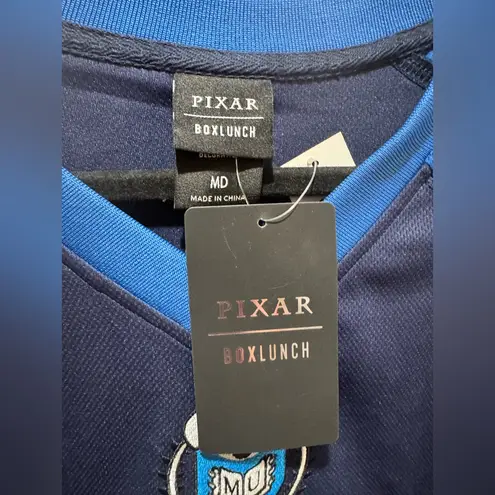 PIXAR
BOXLUNCH
MD
MADE IN CHINA
PIXAR
BOXLUNCH
MU